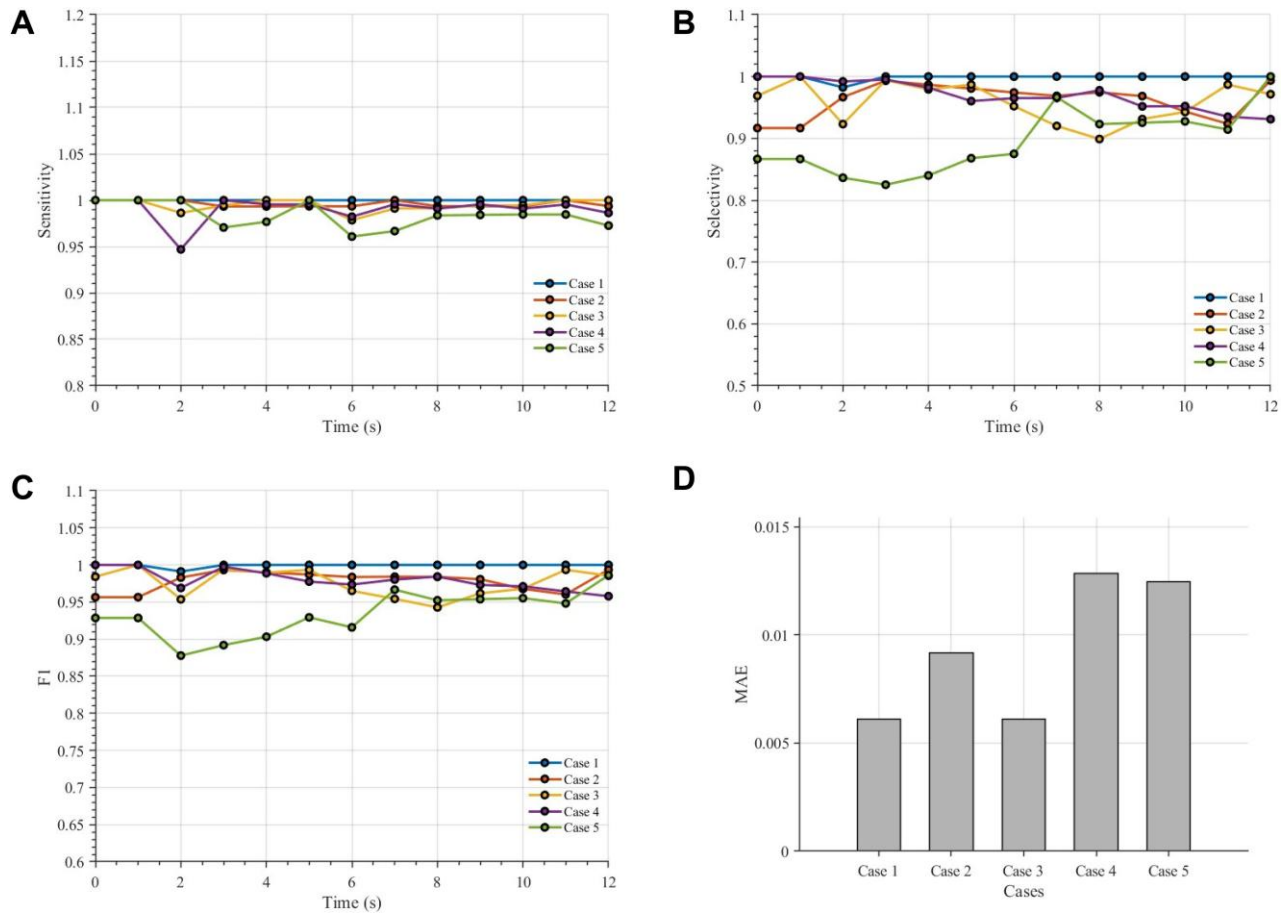 A
1.2
1.15
1.1
1.05
1
0.95
0.9
0.85
0.8
Sensitivity
0 2 4 6 8 10 12
Time (s)
Case 1
Case 2
Case 3
Case 4
Case 5
B
1.1
1
0.9
0.8
0.7
0.6
0.5
Selectivity
0 2 4 6 8 10 12
Time (s)
Case 1
Case 2
Case 3
Case 4
Case 5
C
1.1
1.05
1
0.95
0.9
0.85
0.8
0.75
0.7
0.65
0.6
F1
0 2 4 6 8 10 12
Time (s)
Case 1
Case 2
Case 3
Case 4
Case 5
D
0.015
0.01
0.005
0
MAE
Case 1 Case 2 Case 3 Case 4 Case 5
Cases